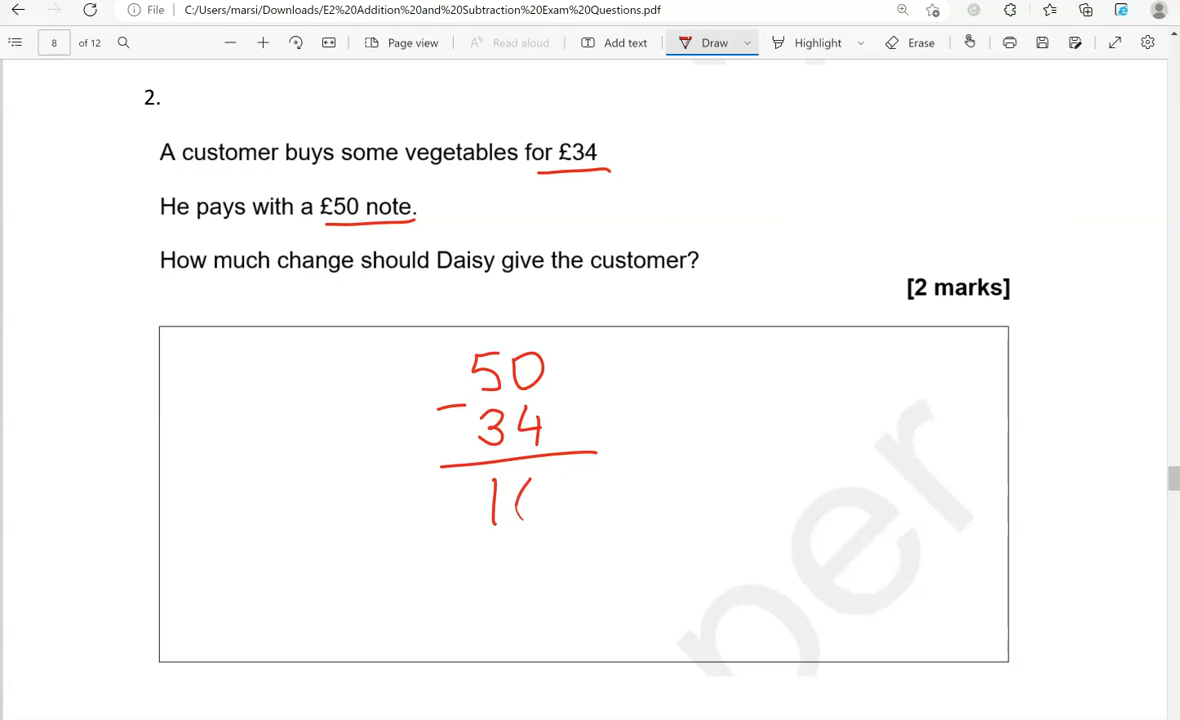 File C:/Users/marsi/Downloads/E2%20Addition%20and%20Subtraction%20Exam%20Questions.pdf
8 of 12 Page view Read aloud Add text Draw Highlight Erase
2.
A customer buys some vegetables for £34
He pays with a £50 note.
How much change should Daisy give the customer?
[2 marks]
50
- 34
1
ner